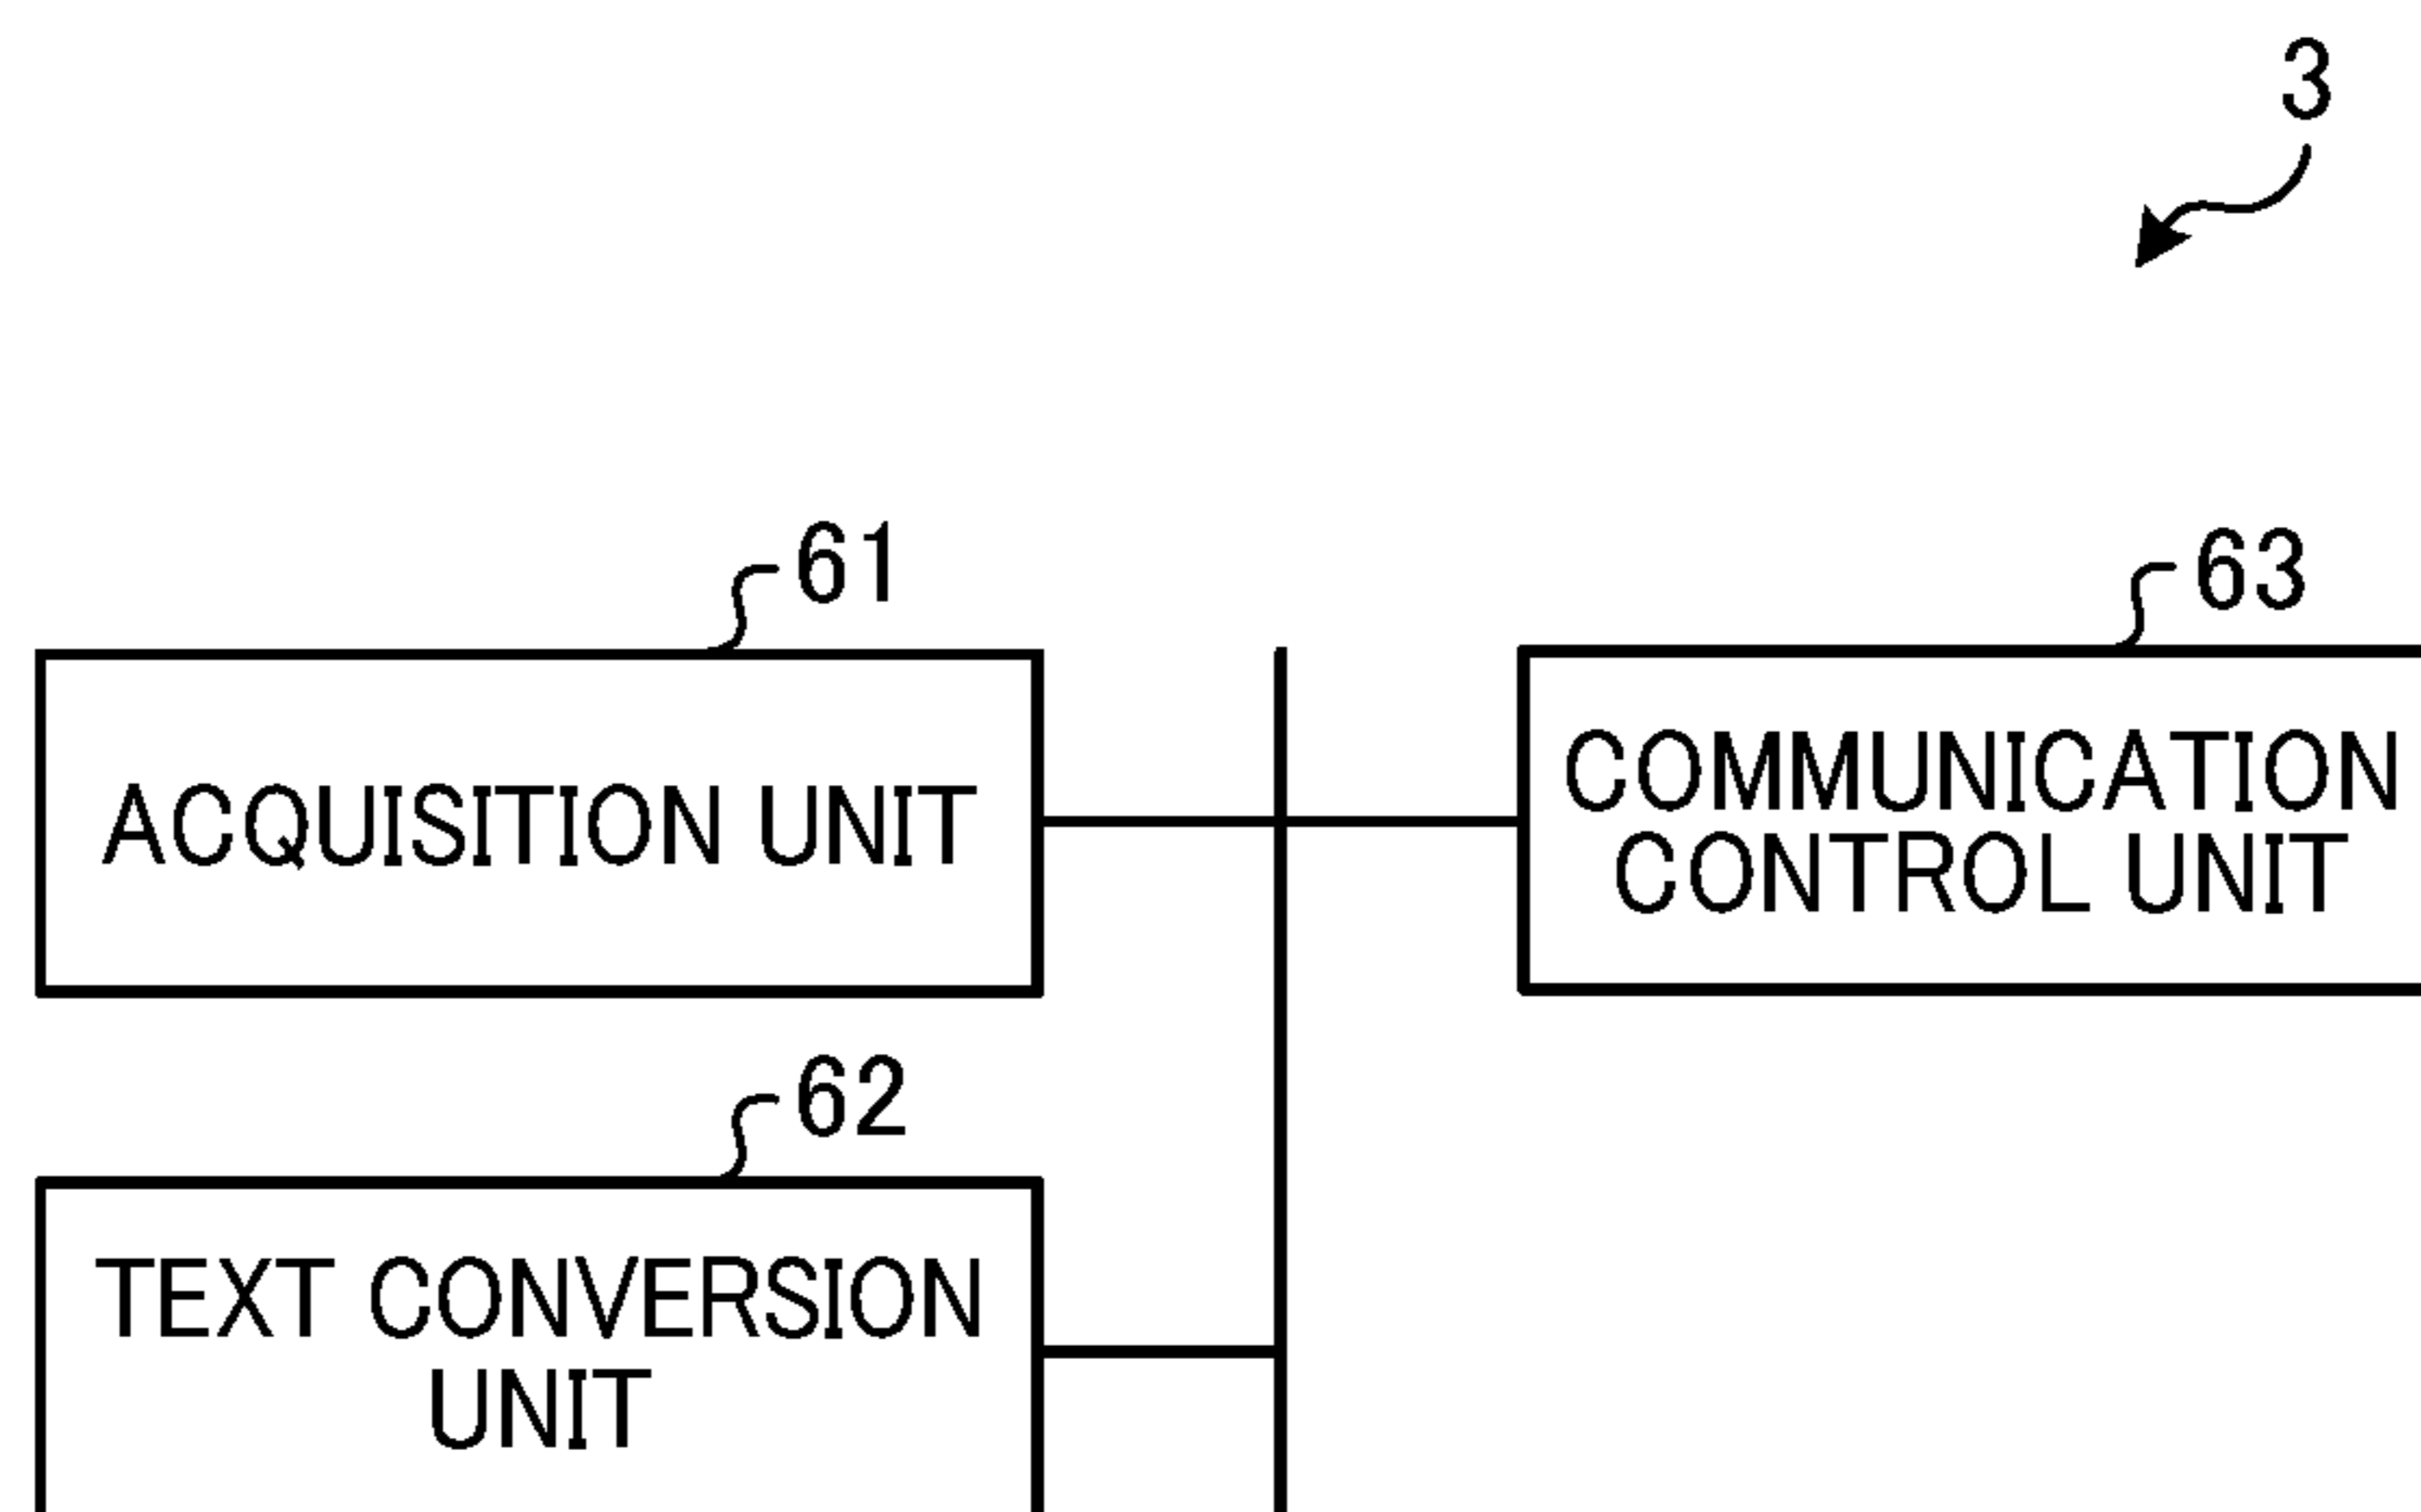 3
61
63
ACQUISITION UNIT
COMMUNICATION
CONTROL UNIT
62
TEXT CONVERSION
UNIT